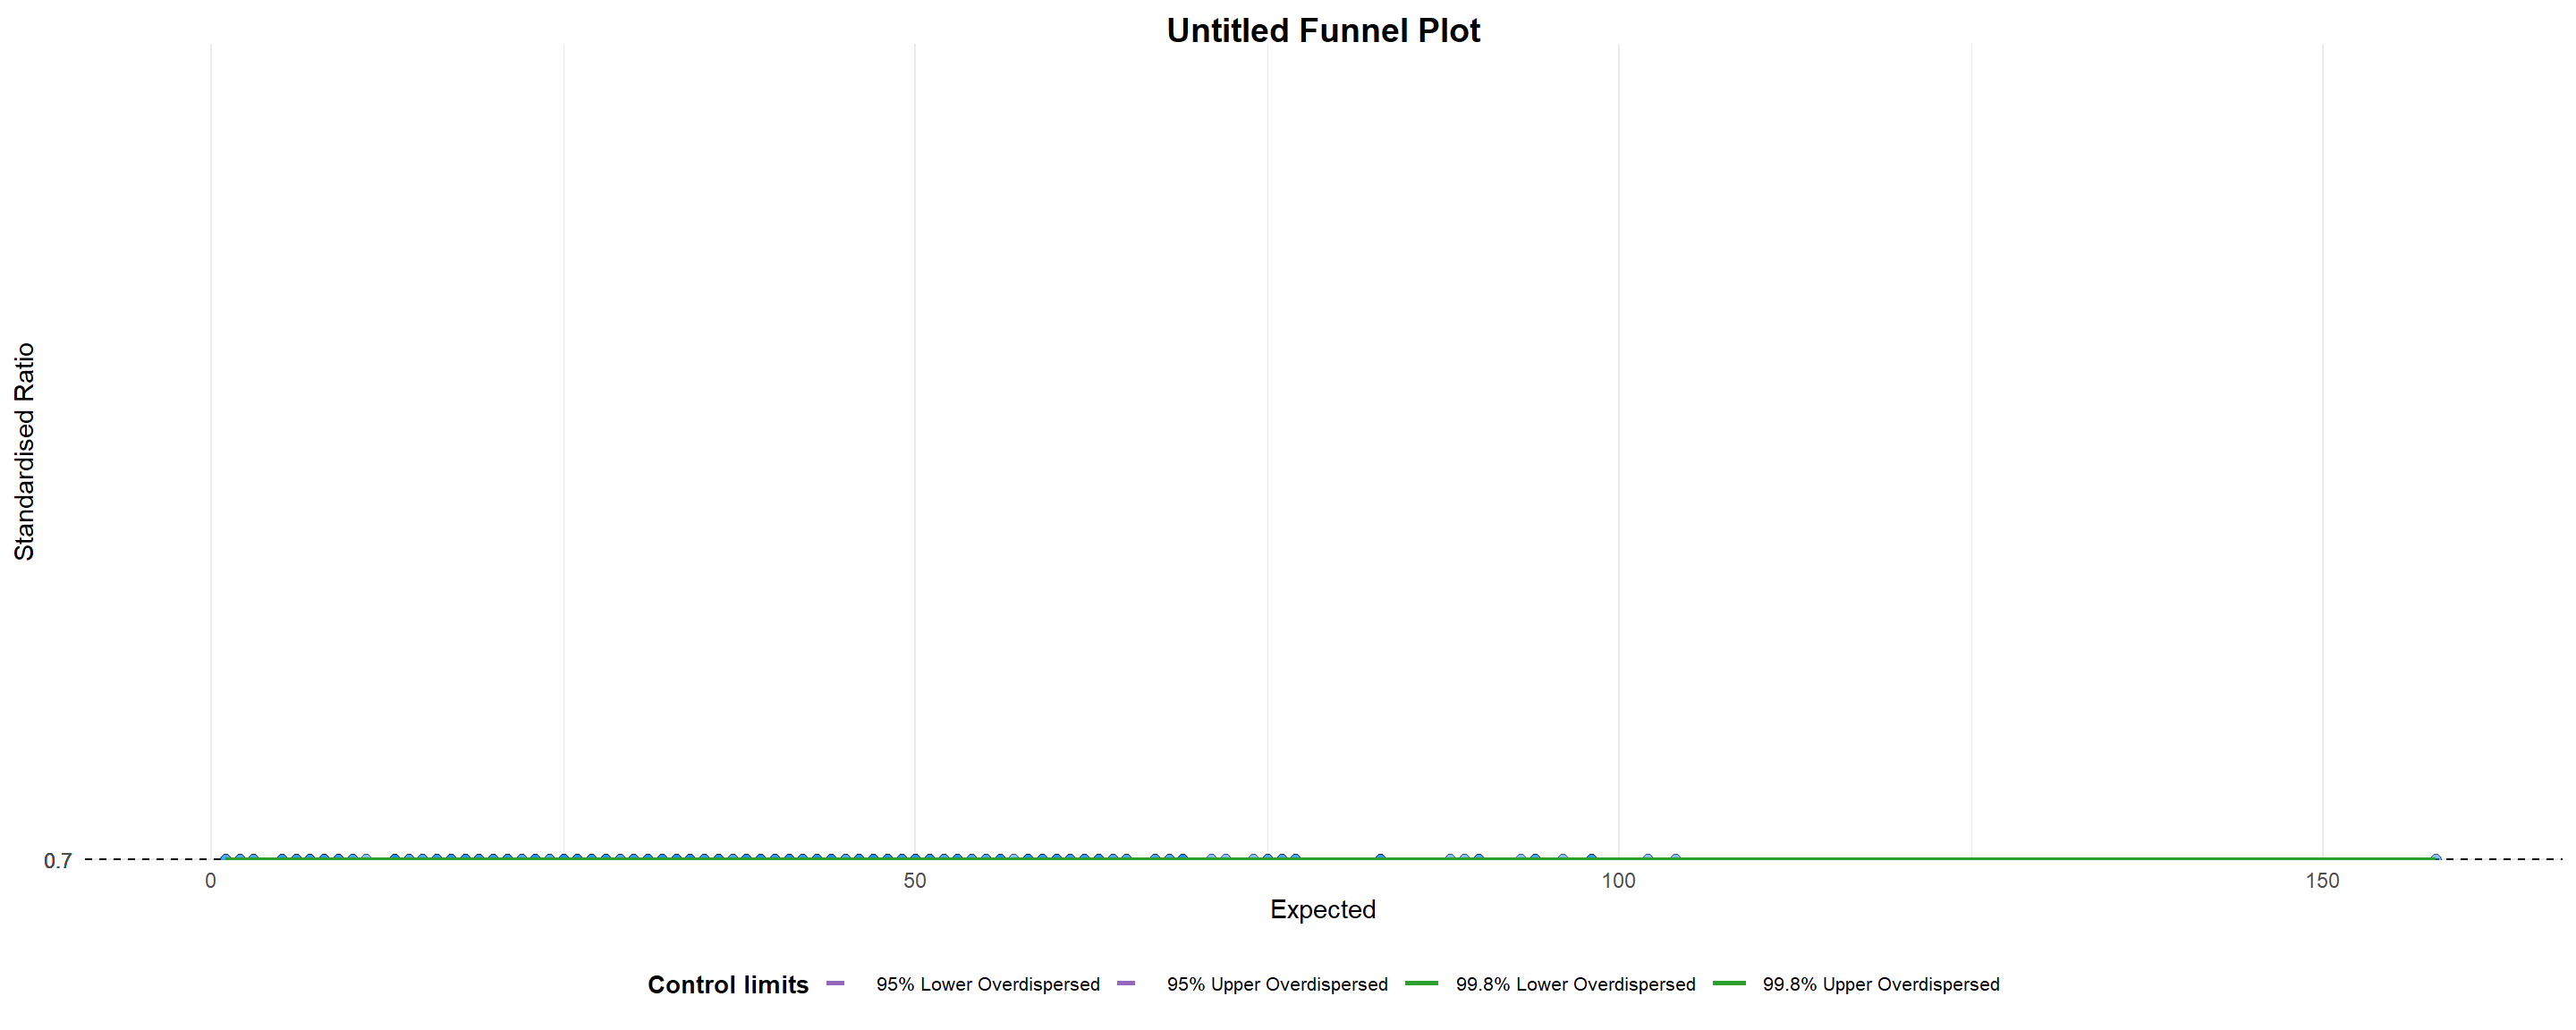 Untitled Funnel Plot
Standardised Ratio
0.7
0 50 100 150
Expected
Control limits 95% Lower Overdispersed 95% Upper Overdispersed 99.8% Lower Overdispersed 99.8% Upper Overdispersed